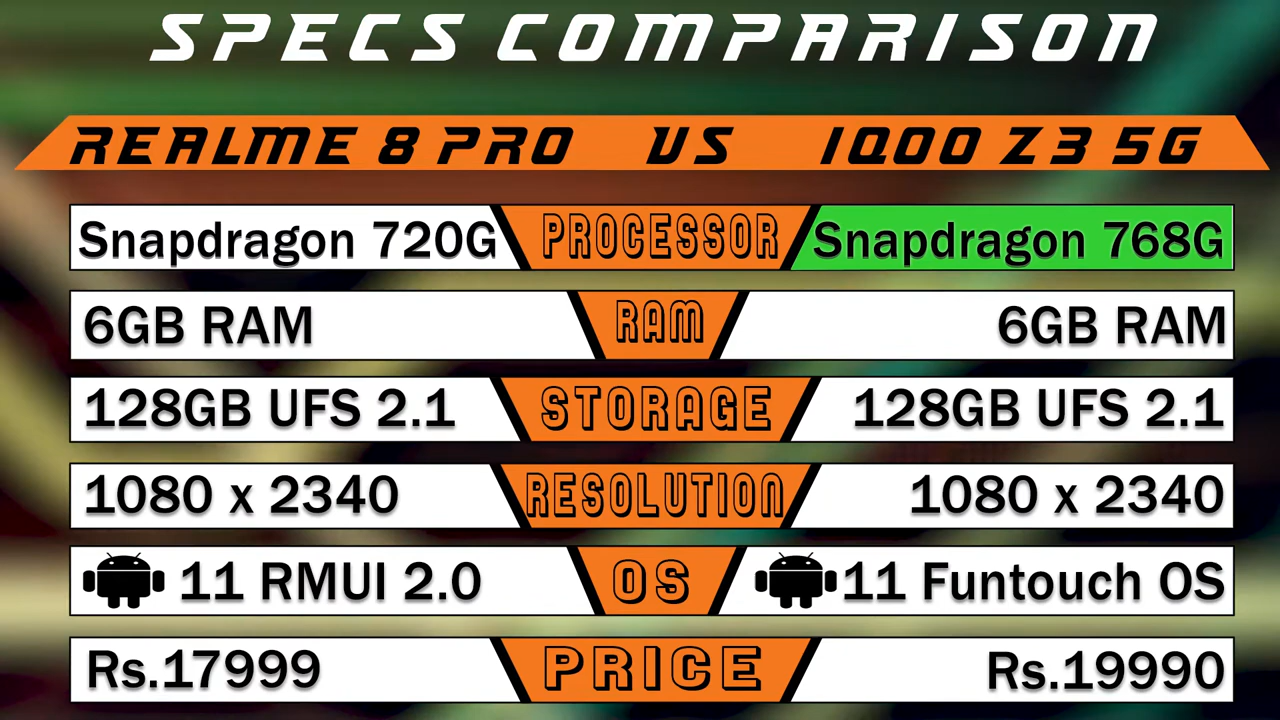 SPECS COMPARISON
REALME 8 PRO VS IQOO Z3 5G
Snapdragon 720G PROCESSOR Snapdragon 768G
6GB RAM RAM 6GB RAM
128GB UFS 2.1 STORAGE 128GB UFS 2.1
1080 x 2340 RESOLUTION 1080 x 2340
11 RMUI 2.0 OS 11 Funtouch OS
Rs.17999 PRICE Rs.19990